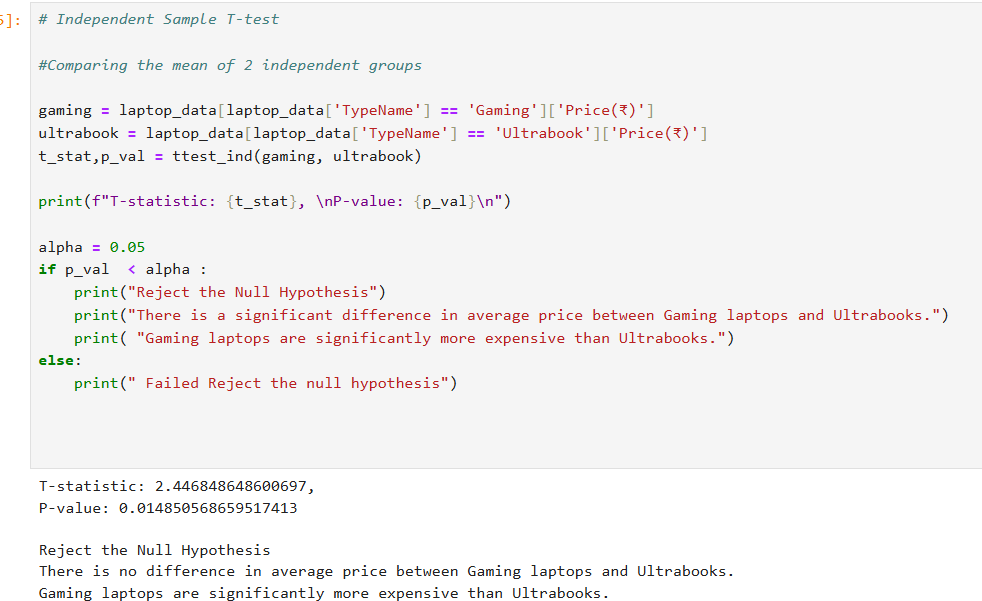 5]:
# Independent Sample T-test
#Comparing the mean of 2 independent groups
gaming = laptop_data[laptop_data['TypeName'] == 'Gaming']['Price(₹)']
ultrabook = laptop_data[laptop_data['TypeName'] == 'Ultrabook']['Price(₹)']
t_stat,p_val = ttest_ind(gaming, ultrabook)
print(f"T-statistic: {t_stat}, \nP-value: {p_val}\n")
alpha = 0.05
if p_val  < alpha :
    print("Reject the Null Hypothesis")
    print("There is a significant difference in average price between Gaming laptops and Ultrabooks.")
    print( "Gaming laptops are significantly more expensive than Ultrabooks.")
else:
    print(" Failed Reject the null hypothesis")
T-statistic: 2.446848648600697,
P-value: 0.014850568659517413
Reject the Null Hypothesis
There is no difference in average price between Gaming laptops and Ultrabooks.
Gaming laptops are significantly more expensive than Ultrabooks.